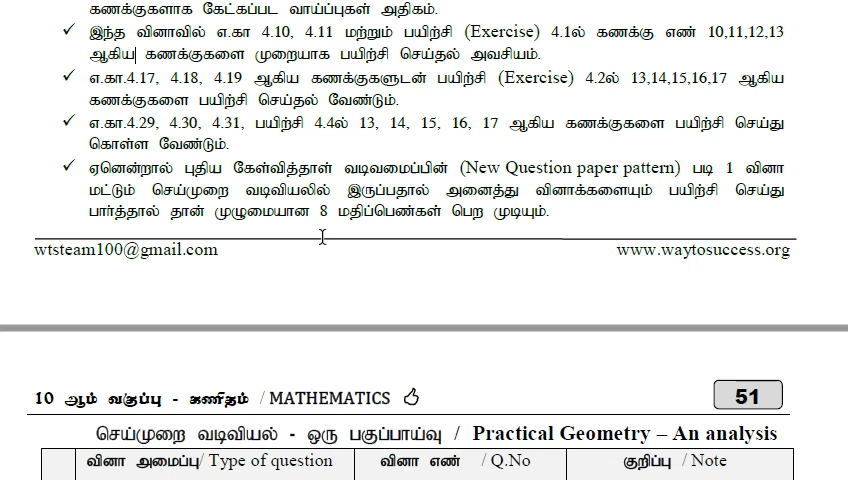 கணக்குகளாக கேட்கப்பட வாய்ப்புகள் அதிகம்.
✓ இந்த வினாவில் எ.கா 4.10, 4.11 மற்றும் பயிற்சி (Exercise) 4.1ல் கணக்கு எண் 10,11,12,13
ஆகிய கணக்குகளை முறையாக பயிற்சி செய்தல் அவசியம்.
✓ எ.கா.4.17, 4.18, 4.19 ஆகிய கணக்குகளுடன் பயிற்சி (Exercise) 4.2ல் 13,14,15,16,17 ஆகிய
கணக்குகளை பயிற்சி செய்தல் வேண்டும்.
✓ எ.கா.4.29, 4.30, 4.31, பயிற்சி 4.4ல் 13, 14, 15, 16, 17 ஆகிய கணக்குகளை பயிற்சி செய்து
கொள்ள வேண்டும்.
✓ ஏனென்றால் புதிய கேள்வித்தாள் வடிவமைப்பின் (New Question paper pattern) படி 1 வினா
மட்டும் செய்முறை வடிவியலில் இருப்பதால் அனைத்து வினாக்களையும் பயிற்சி செய்து
பார்த்தால் தான் முழுமையான 8 மதிப்பெண்கள் பெற முடியும்.
wtsteam100@gmail.com www.waytosuccess.org
10 ஆம் வகுப்பு - கணிதம் / MATHEMATICS 51
செய்முறை வடிவியல் - ஒரு பகுப்பாய்வு / Practical Geometry – An analysis
வினா அமைப்பு/ Type of question வினா எண் / Q.No குறிப்பு / Note